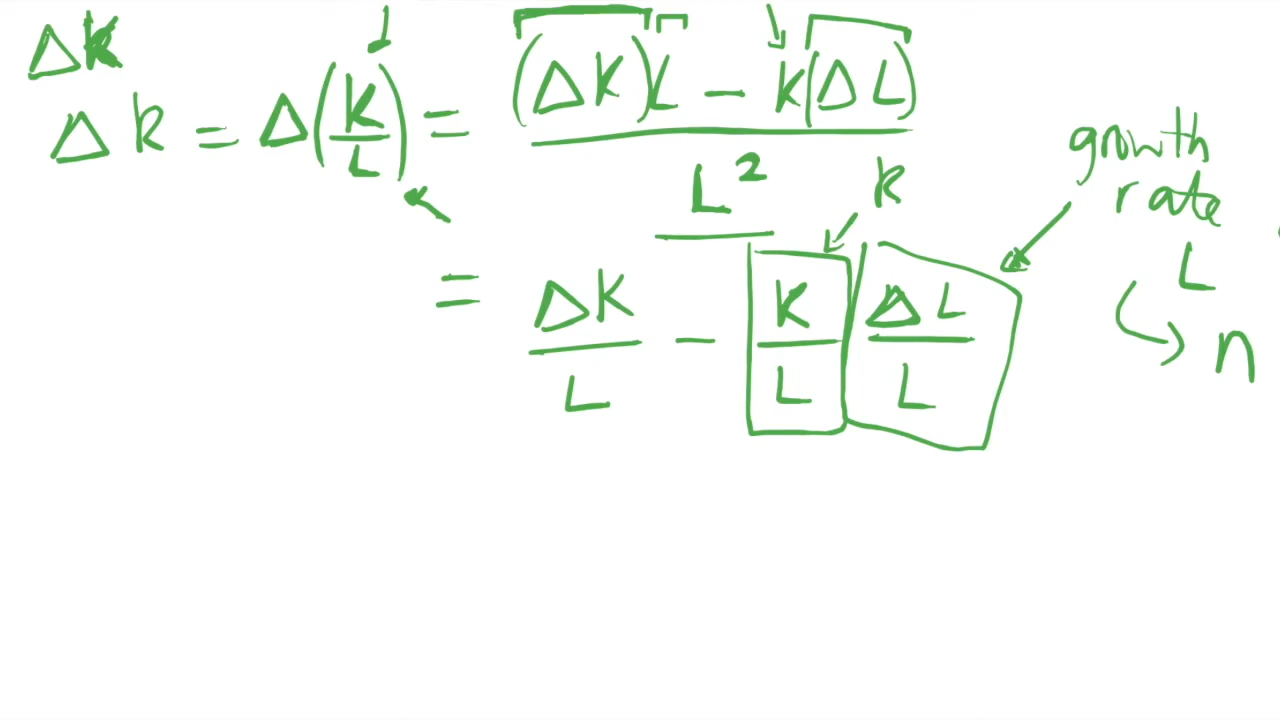 Δk
Δk = Δ(K/L) = ((ΔK)L - K(ΔL))/L²
k
= ΔK/L - K/L ΔL/L
growth
rate
L
n